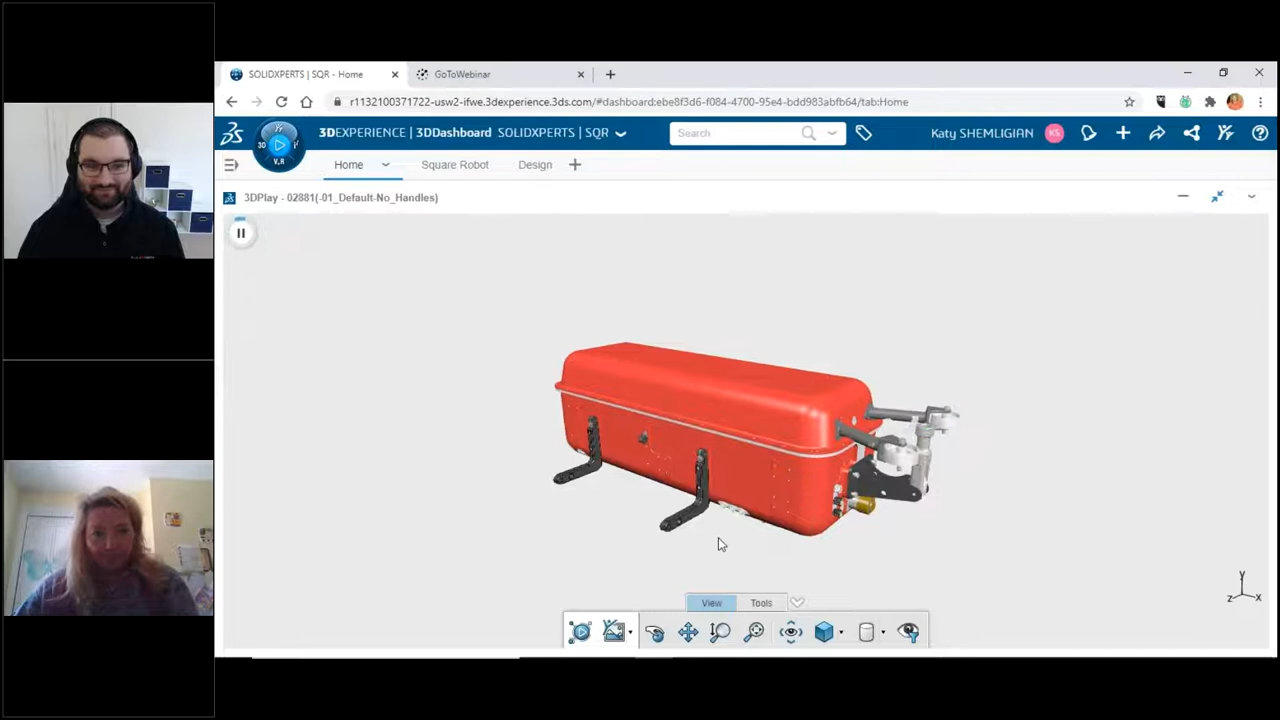 SOLIDXPERTS | SQR - Home
GoToWebinar
r1132100371722-usw2-ifwe.3dexperience.3ds.com/#dashboard:ebe8f3d6-f084-4700-95e4-bdd983abfb64/tab:Home
3DEXPERIENCE | 3DDashboard SOLIDXPERTS | SQR
Search
Katy SHEMLIGIAN
KS
3D
V.R
Home
Square Robot
Design
3DPlay - 02881(-01_Default-No_Handles)
y
z
x
View
Tools